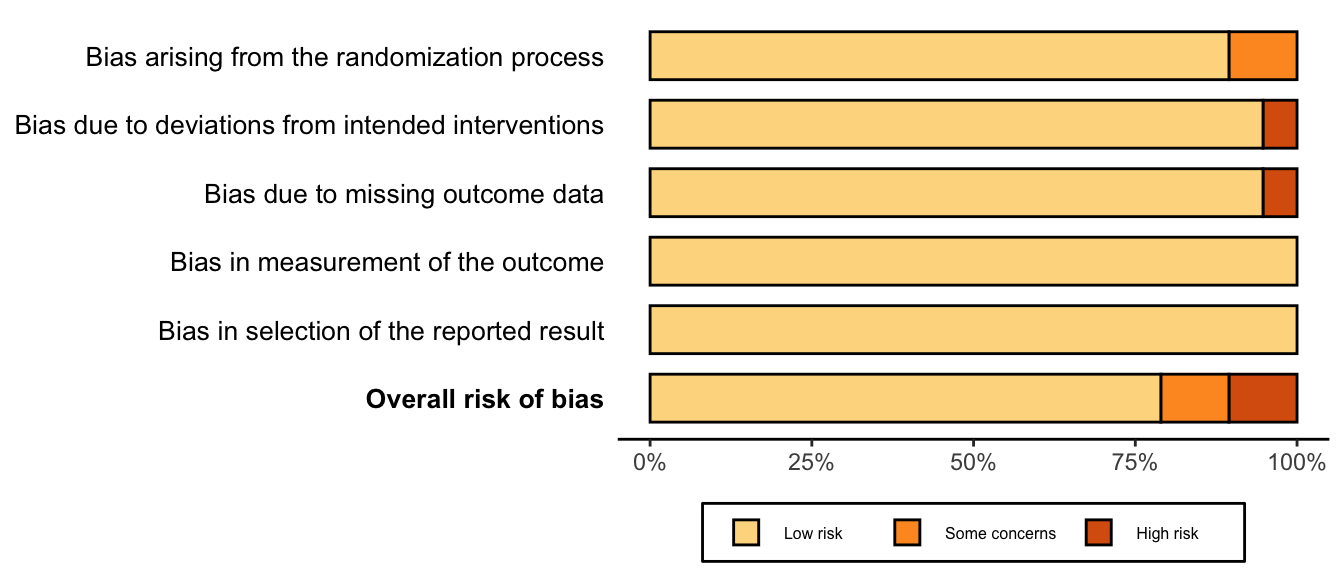 Bias arising from the randomization process
Bias due to deviations from intended interventions
Bias due to missing outcome data
Bias in measurement of the outcome
Bias in selection of the reported result
Overall risk of bias
0% 25% 50% 75% 100%
Low risk Some concerns High risk